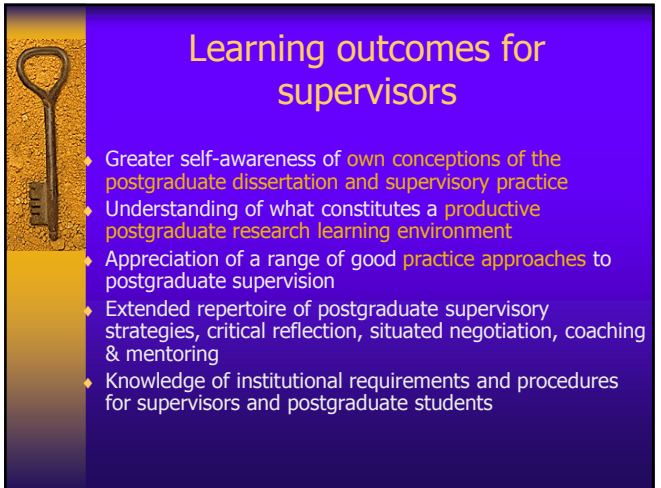 Learning outcomes for
supervisors
Greater self-awareness of own conceptions of the
postgraduate dissertation and supervisory practice
Understanding of what constitutes a productive
postgraduate research learning environment
Appreciation of a range of good practice approaches to
postgraduate supervision
Extended repertoire of postgraduate supervisory
strategies, critical reflection, situated negotiation, coaching
& mentoring
Knowledge of institutional requirements and procedures
for supervisors and postgraduate students